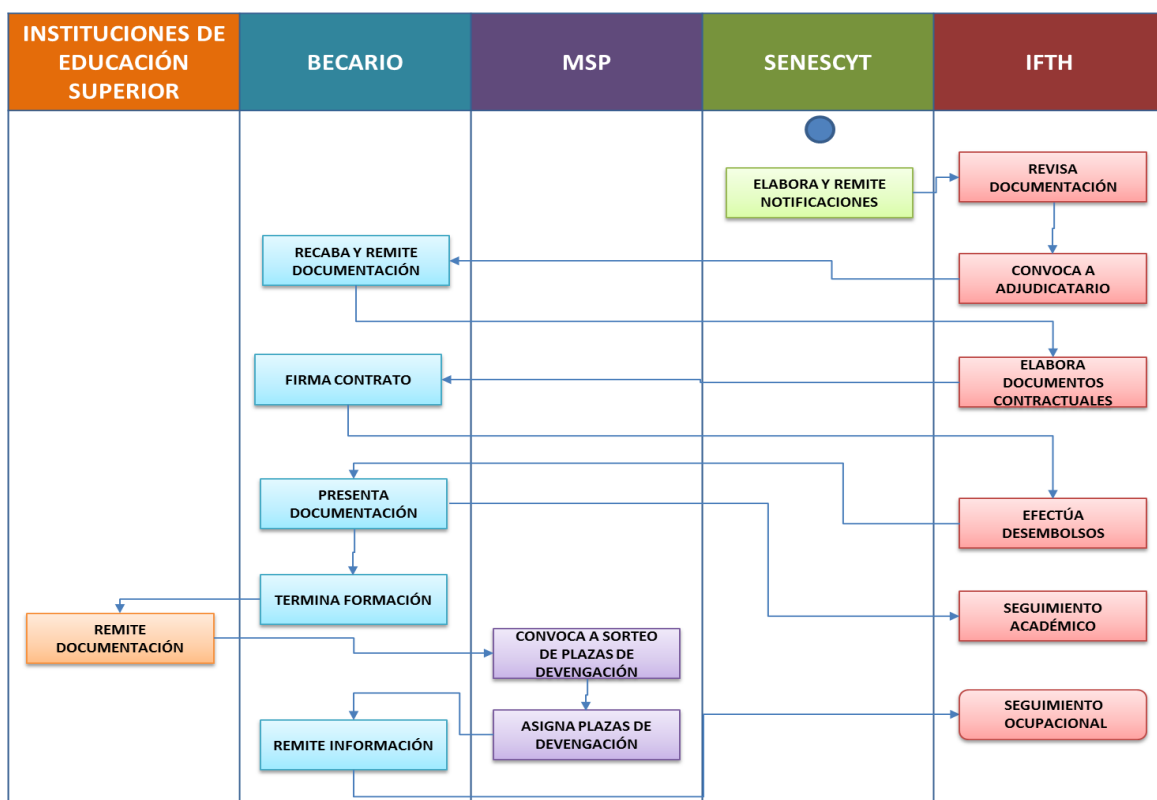 INSTITUCIONES DE
EDUCACIÓN
SUPERIOR
BECARIO
MSP
SENESCYT
IFTH
ELABORA Y REMITE
NOTIFICACIONES
REVISA
DOCUMENTACIÓN
RECABA Y REMITE
DOCUMENTACIÓN
CONVOCA A
ADJUDICATARIO
FIRMA CONTRATO
ELABORA
DOCUMENTOS
CONTRACTUALES
PRESENTA
DOCUMENTACIÓN
EFECTÚA
DESEMBOLSOS
TERMINA FORMACIÓN
SEGUIMIENTO
ACADÉMICO
REMITE
DOCUMENTACIÓN
CONVOCA A SORTEO
DE PLAZAS DE
DEVENGACIÓN
SEGUIMIENTO
OCUPACIONAL
REMITE INFORMACIÓN
ASIGNA PLAZAS DE
DEVENGACIÓN